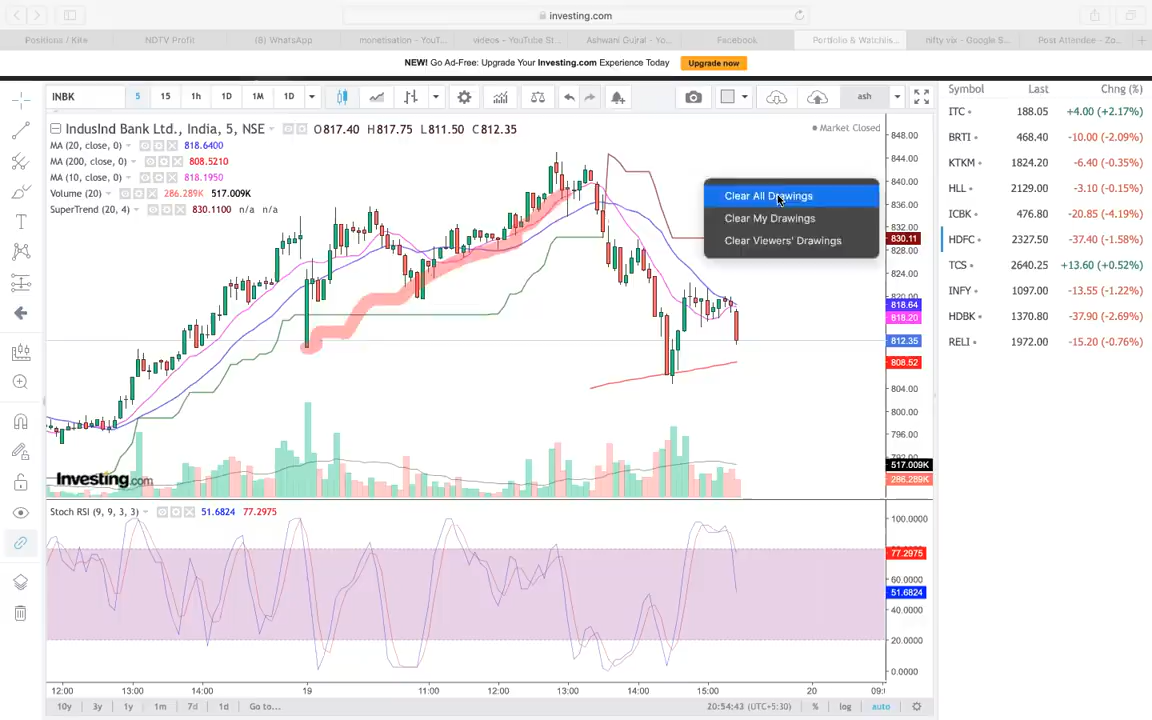 investing.com
Positions / Kite
NDTV Profit
(8) WhatsApp
monetisation - YouT...
videos - YouTube St...
Ashwani Gujral - Yo...
Facebook
Portfolio & Watchlis...
nifty vix - Google S...
Post Attendee - Zo...
NEW! Go Ad-Free: Upgrade Your Investing.com Experience Today Upgrade now
INBK 5 15 1h 1D 1M 1D ash
IndusInd Bank Ltd., India, 5, NSE O817.40 H817.75 L811.50 C812.35
Market Closed
MA (20, close, 0) 818.6400
MA (200, close, 0) 808.5210
MA (10, close, 0) 818.1950
Volume (20) 286.289K 517.009K
SuperTrend (20, 4) 830.1100 n/a n/a
Clear All Drawings
Clear My Drawings
Clear Viewers' Drawings
848.00
844.00
840.00
836.00
832.00
830.11
828.00
824.00
818.64
818.20
812.35
808.52
804.00
800.00
796.00
517.009K
286.289K
Investing.com
Stoch RSI (9, 9, 3, 3) 51.6824 77.2975
100.0000
77.2975
60.0000
51.6824
40.0000
20.0000
0.0000
12:00 13:00 14:00 19 11:00 12:00 13:00 14:00 15:00 20
10y 3y 1y 1m 7d 1d Go to... 20:54:43 (UTC+5:30) % log auto
Symbol Last Chng (%)
ITC 188.05 +4.00 (+2.17%)
BRTI 468.40 -10.00 (-2.09%)
KTKM 1824.20 -6.40 (-0.35%)
HLL 2129.00 -3.10 (-0.15%)
ICBK 476.80 -20.85 (-4.19%)
HDFC 2327.50 -37.40 (-1.58%)
TCS 2640.25 +13.60 (+0.52%)
INFY 1097.00 -13.55 (-1.22%)
HDBK 1370.80 -37.90 (-2.69%)
RELI 1972.00 -15.20 (-0.76%)